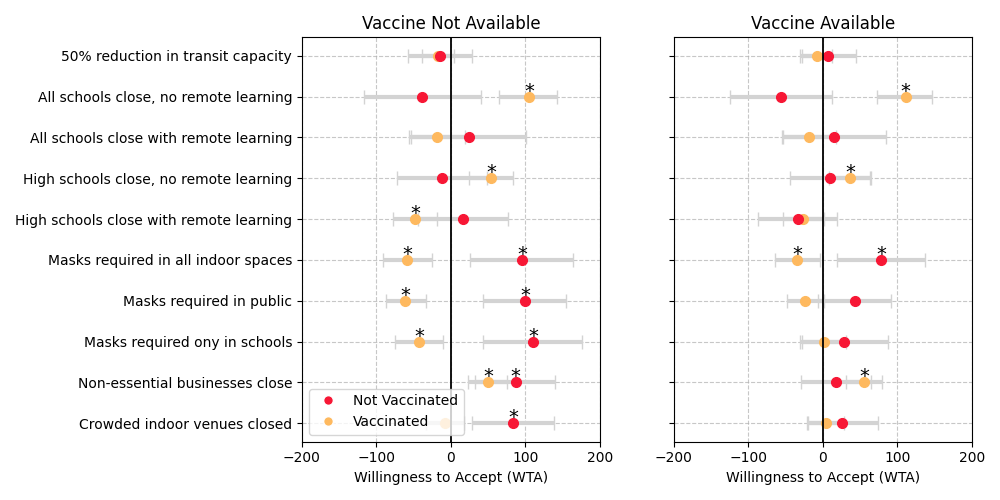 Vaccine Not Available
Vaccine Available
50% reduction in transit capacity
All schools close, no remote learning
*
*
All schools close with remote learning
High schools close, no remote learning
*
*
High schools close with remote learning
*
Masks required in all indoor spaces
*
*
*
*
Masks required in public
*
*
Masks required ony in schools
*
*
Non-essential businesses close
*
*
*
Not Vaccinated
Vaccinated
Crowded indoor venues closed
*
−200
−100
0
100
200
−200
−100
0
100
200
Willingness to Accept (WTA)
Willingness to Accept (WTA)